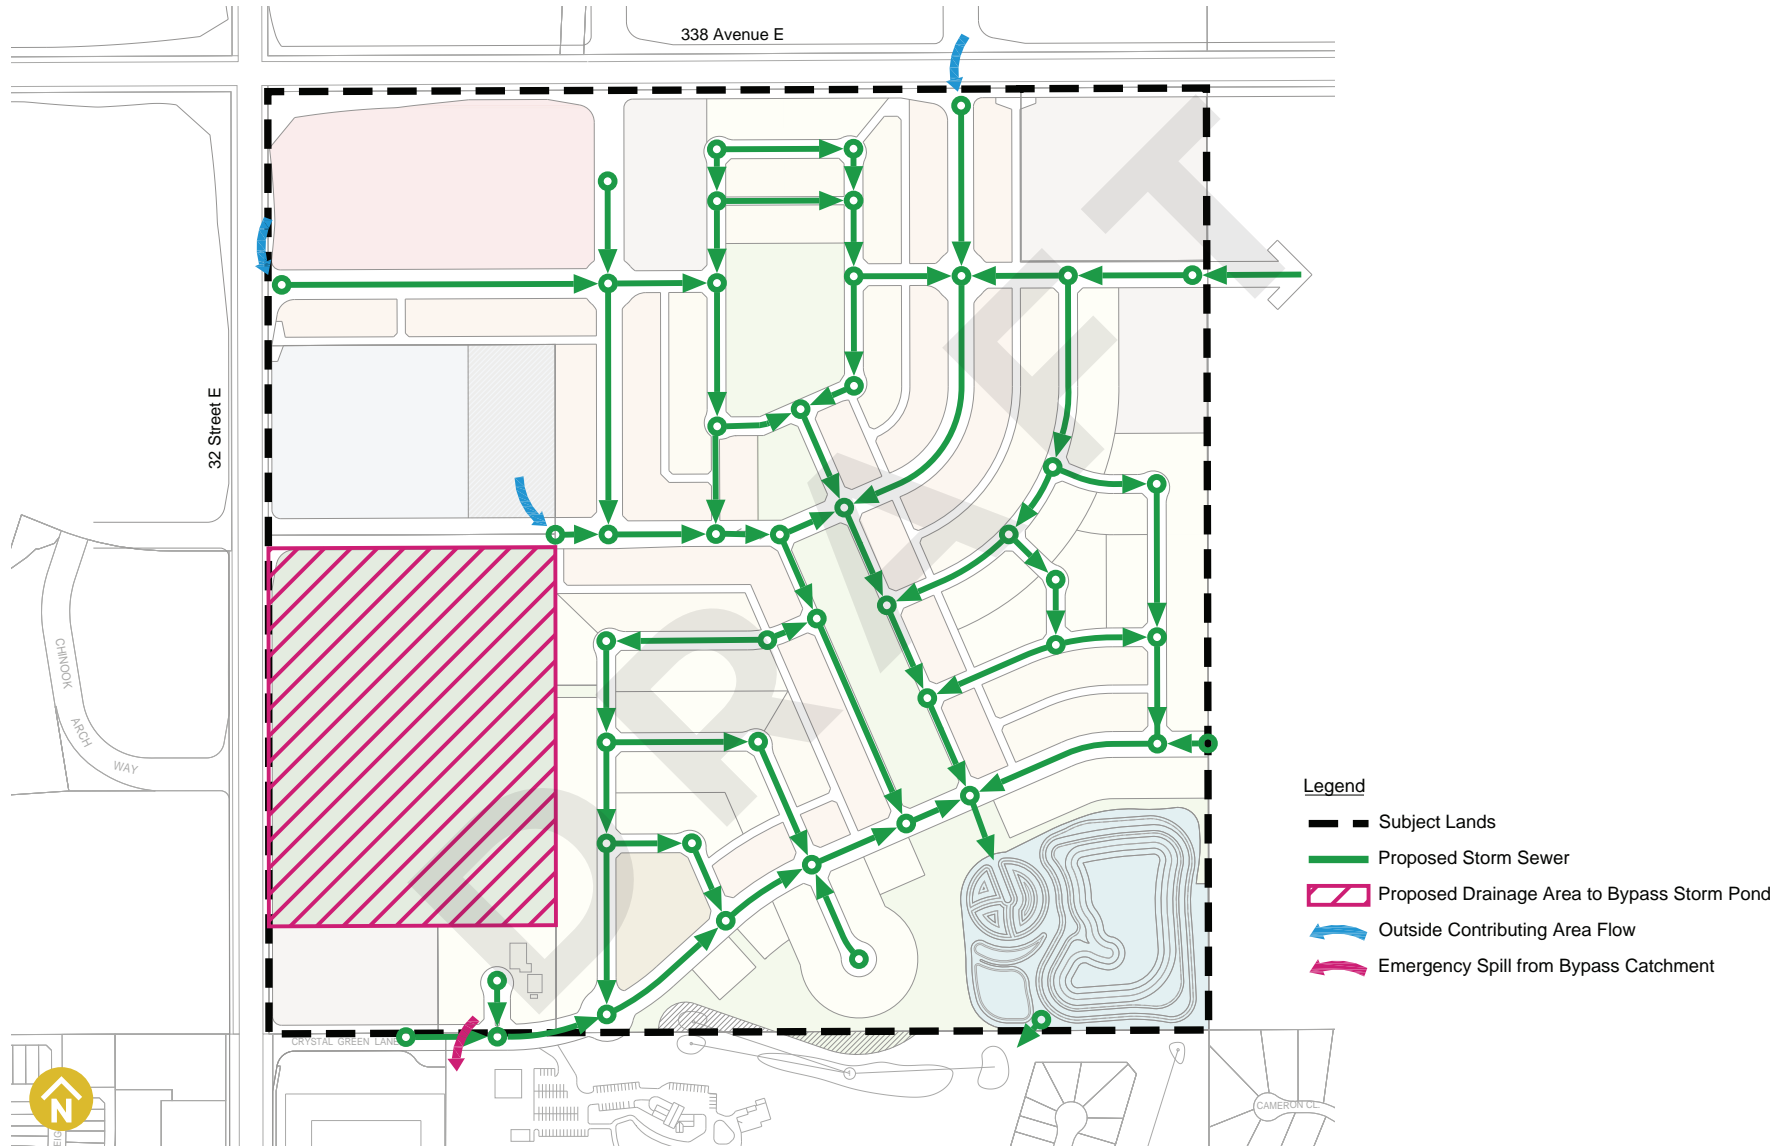 338 Avenue E
32 Street E
CHINOOK
ARCH
WAY
DRAFT
Legend
Subject Lands
Proposed Storm Sewer
Proposed Drainage Area to Bypass Storm Pond
Outside Contributing Area Flow
Emergency Spill from Bypass Catchment
CRYSTAL GREEN LANE
CAMERON CL.
N